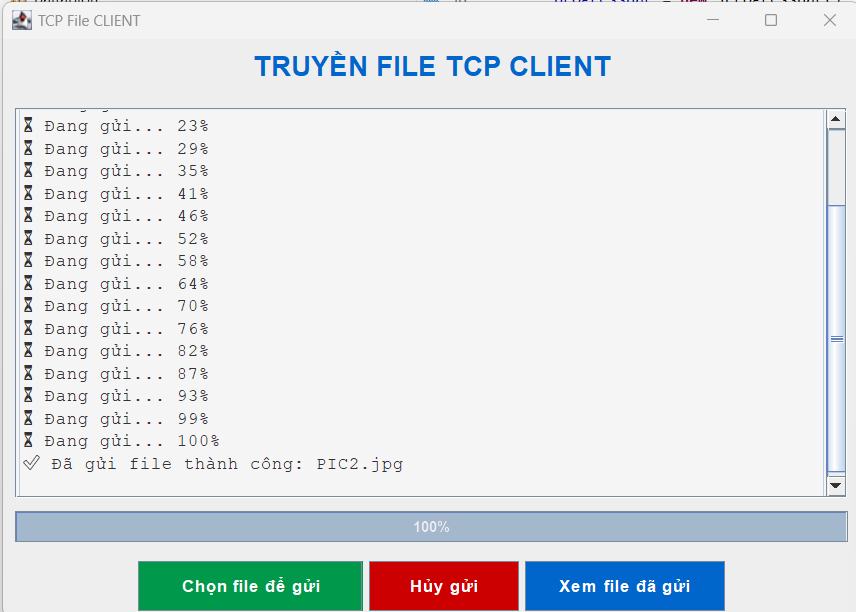 TCP File CLIENT
TRUYỀN FILE TCP CLIENT
⌛ Đang gửi... 23%
⌛ Đang gửi... 29%
⌛ Đang gửi... 35%
⌛ Đang gửi... 41%
⌛ Đang gửi... 46%
⌛ Đang gửi... 52%
⌛ Đang gửi... 58%
⌛ Đang gửi... 64%
⌛ Đang gửi... 70%
⌛ Đang gửi... 76%
⌛ Đang gửi... 82%
⌛ Đang gửi... 87%
⌛ Đang gửi... 93%
⌛ Đang gửi... 99%
⌛ Đang gửi... 100%
✅ Đã gửi file thành công: PIC2.jpg
100%
Chọn file để gửi
Hủy gửi
Xem file đã gửi